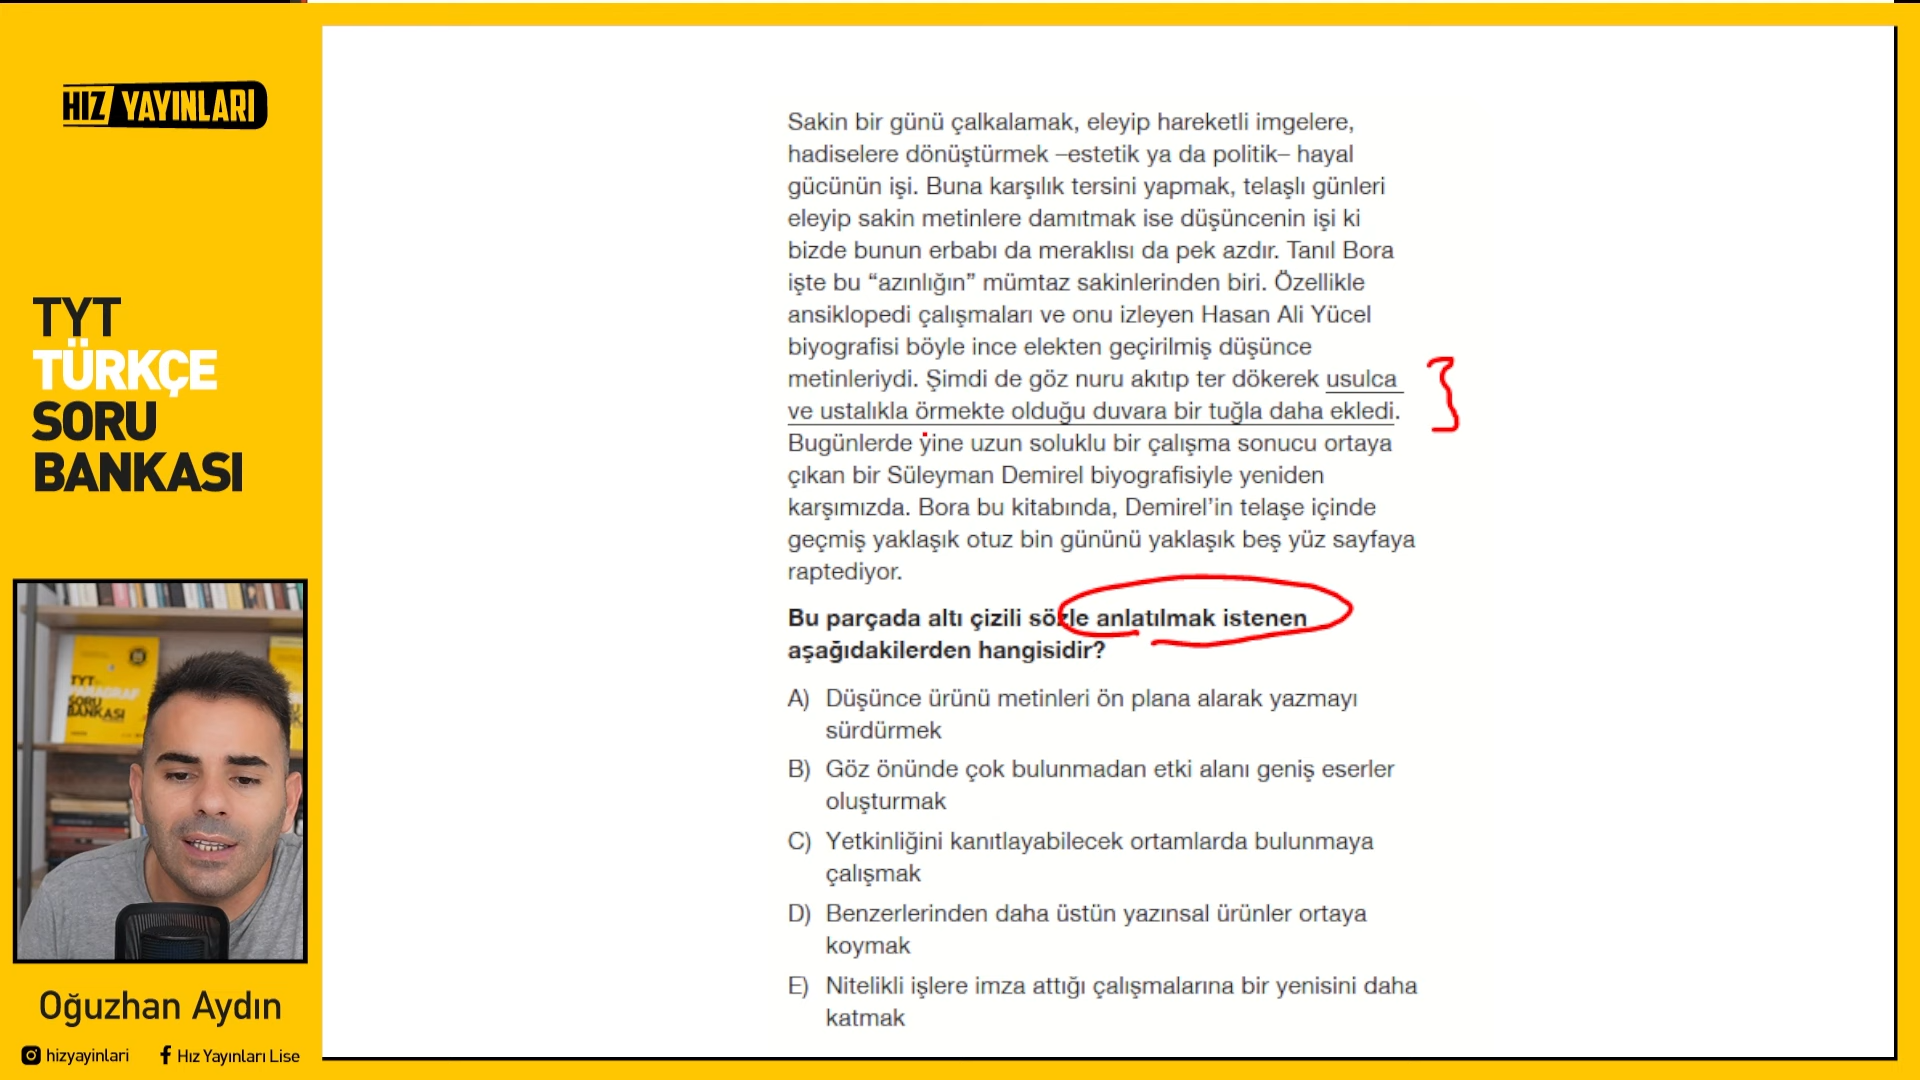 HIZ YAYINLARI
TYT
TÜRKÇE
SORU
BANKASI
TYT
PARAGRAF
SORU
BANKASI
Oğuzhan Aydın
hizyayinlari
Hız Yayınları Lise
Sakin bir günü çalkalamak, eleyip hareketli imgelere,
hadiselere dönüştürmek –estetik ya da politik– hayal
gücünün işi. Buna karşılık tersini yapmak, telaşlı günleri
eleyip sakin metinlere damıtmak ise düşüncenin işi ki
bizde bunun erbabı da meraklısı da pek azdır. Tanıl Bora
işte bu “azınlığın” mümtaz sakinlerinden biri. Özellikle
ansiklopedi çalışmaları ve onu izleyen Hasan Ali Yücel
biyografisi böyle ince elekten geçirilmiş düşünce
metinleriydi. Şimdi de göz nuru akıtıp ter dökerek usulca
ve ustalıkla örmekte olduğu duvara bir tuğla daha ekledi.
Bugünlerde yine uzun soluklu bir çalışma sonucu ortaya
çıkan bir Süleyman Demirel biyografisiyle yeniden
karşımızda. Bora bu kitabında, Demirel’in telaşe içinde
geçmiş yaklaşık otuz bin gününü yaklaşık beş yüz sayfaya
raptediyor.
Bu parçada altı çizili sözle anlatılmak istenen
aşağıdakilerden hangisidir?
A) Düşünce ürünü metinleri ön plana alarak yazmayı
sürdürmek
B) Göz önünde çok bulunmadan etki alanı geniş eserler
oluşturmak
C) Yetkinliğini kanıtlayabilecek ortamlarda bulunmaya
çalışmak
D) Benzerlerinden daha üstün yazınsal ürünler ortaya
koymak
E) Nitelikli işlere imza attığı çalışmalarına bir yenisini daha
katmak